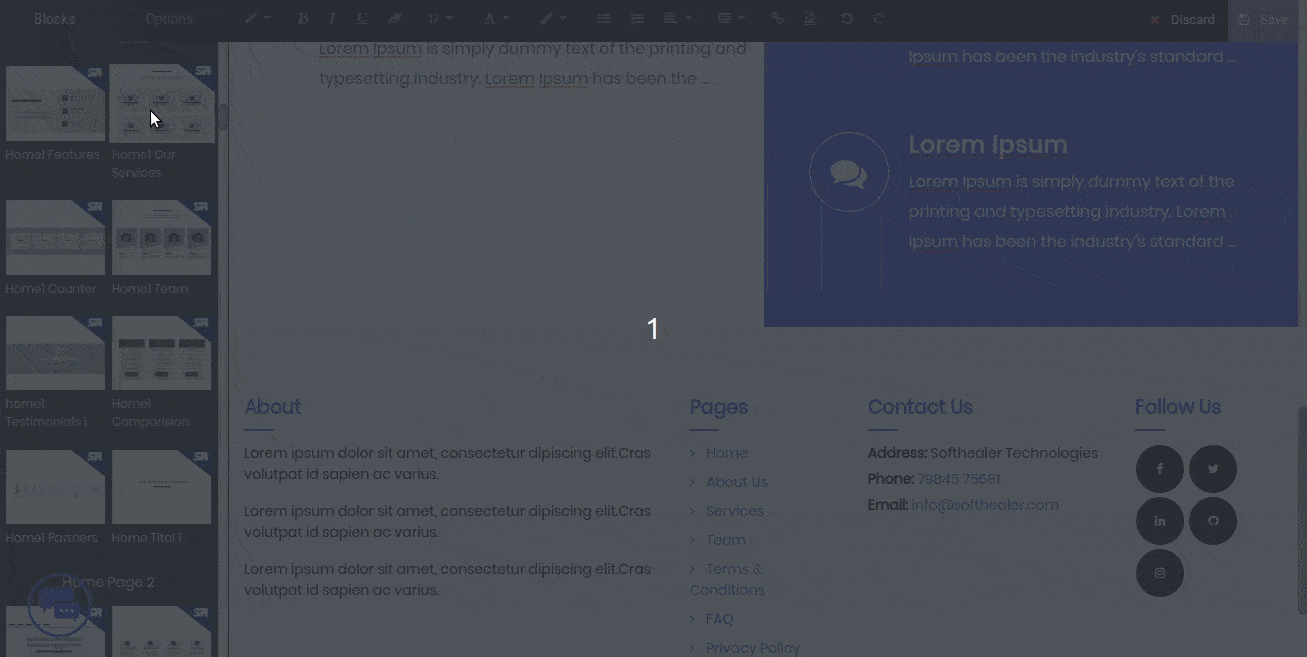 Blocks Options 17 Discard Save
Home1 Features
Home1 Our
Services
Home1 Counter
Home1 Team
home1
Testimonials 1
Home1
Comparision
Home1 Partners
Home Tital 1
Home Page 2
Lorem Ipsum is simply dummy text of the printing and
typesetting industry. Lorem Ipsum has been the ...
Ipsum has been the industry's standard ...
Lorem Ipsum
Lorem Ipsum is simply dummy text of the
printing and typesetting industry. Lorem
Ipsum has been the industry's standard ...
1
About
Lorem ipsum dolor sit amet, consectetur dipiscing elit.Cras
volutpat id sapien ac varius.
Lorem ipsum dolor sit amet, consectetur dipiscing elit.Cras
volutpat id sapien ac varius.
Lorem ipsum dolor sit amet, consectetur dipiscing elit.Cras
volutpat id sapien ac varius.
Pages
> Home
> About Us
> Services
> Team
> Terms &
Conditions
> FAQ
> Privacy Policy
Contact Us
Address: Softhealer Technologies
Phone: 79845 75681
Email: info@softhealer.com
Follow Us